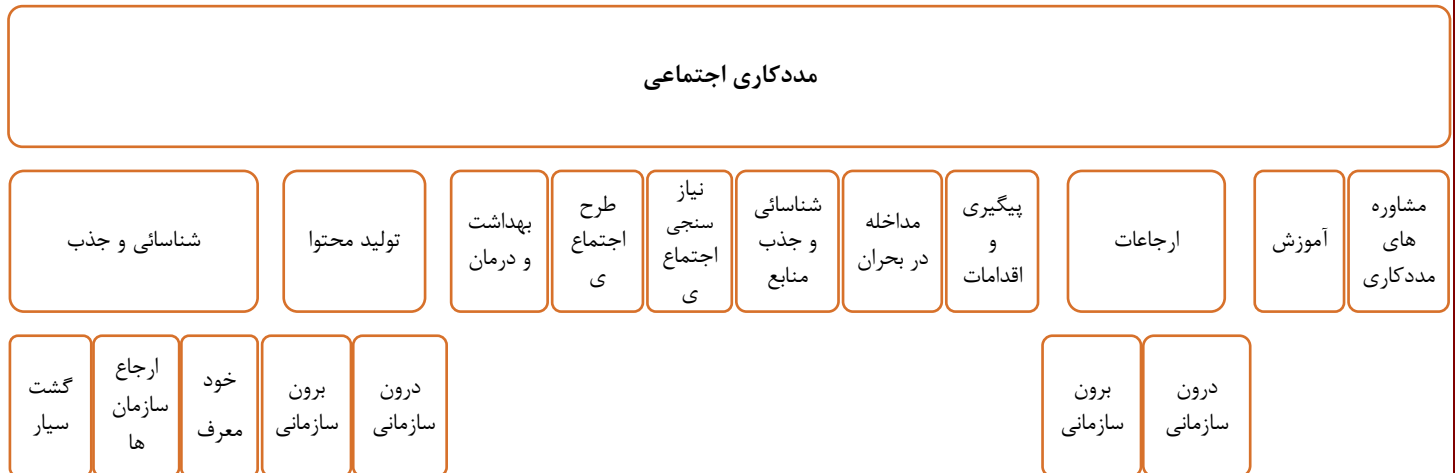 مددکاری اجتماعی
مشاوره
های
مددکاری
آموزش
ارجاعات
پیگیری
و
اقدامات
مداخله
در بحران
شناسائی
و جذب
منابع
نیاز
سنجی
اجتماع
ی
طرح
اجتماع
ی
بهداشت
و درمان
تولید محتوا
شناسائی و جذب
درون
سازمانی
برون
سازمانی
درون
سازمانی
برون
سازمانی
خود
معرف
ارجاع
سازمان
ها
گشت
سیار